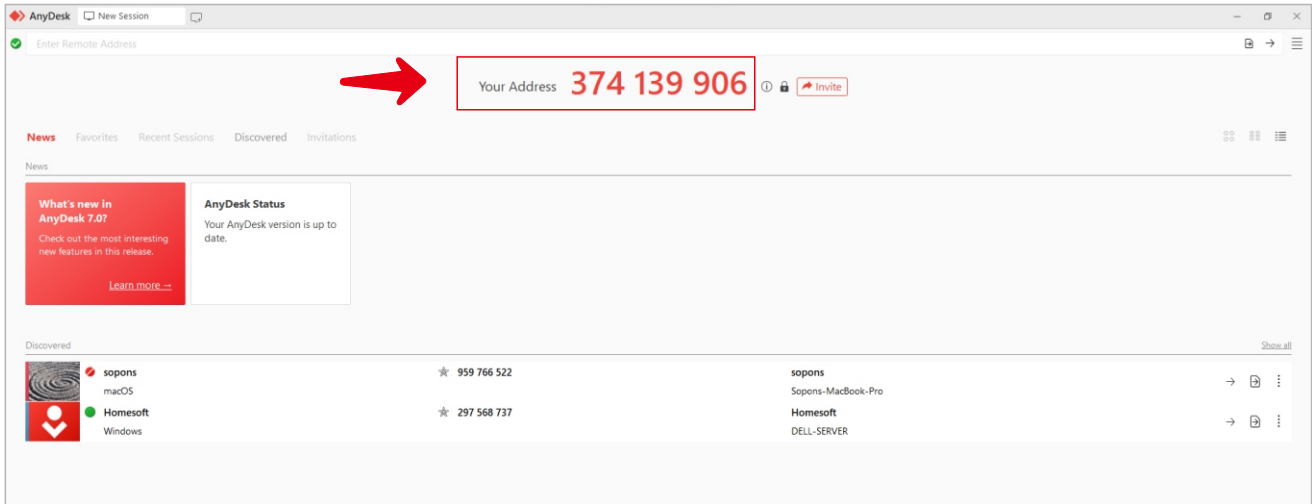 AnyDesk New Session
Enter Remote Address
Your Address 374 139 906 Invite
News Favorites Recent Sessions Discovered Invitations
News
What's new in
AnyDesk 7.0?
Check out the most interesting
new features in this release.
Learn more →
AnyDesk Status
Your AnyDesk version is up to
date.
Discovered Show all
sopons 959 766 522 sopons
macOS Sopons-MacBook-Pro
Homesoft 297 568 737 Homesoft
Windows DELL-SERVER